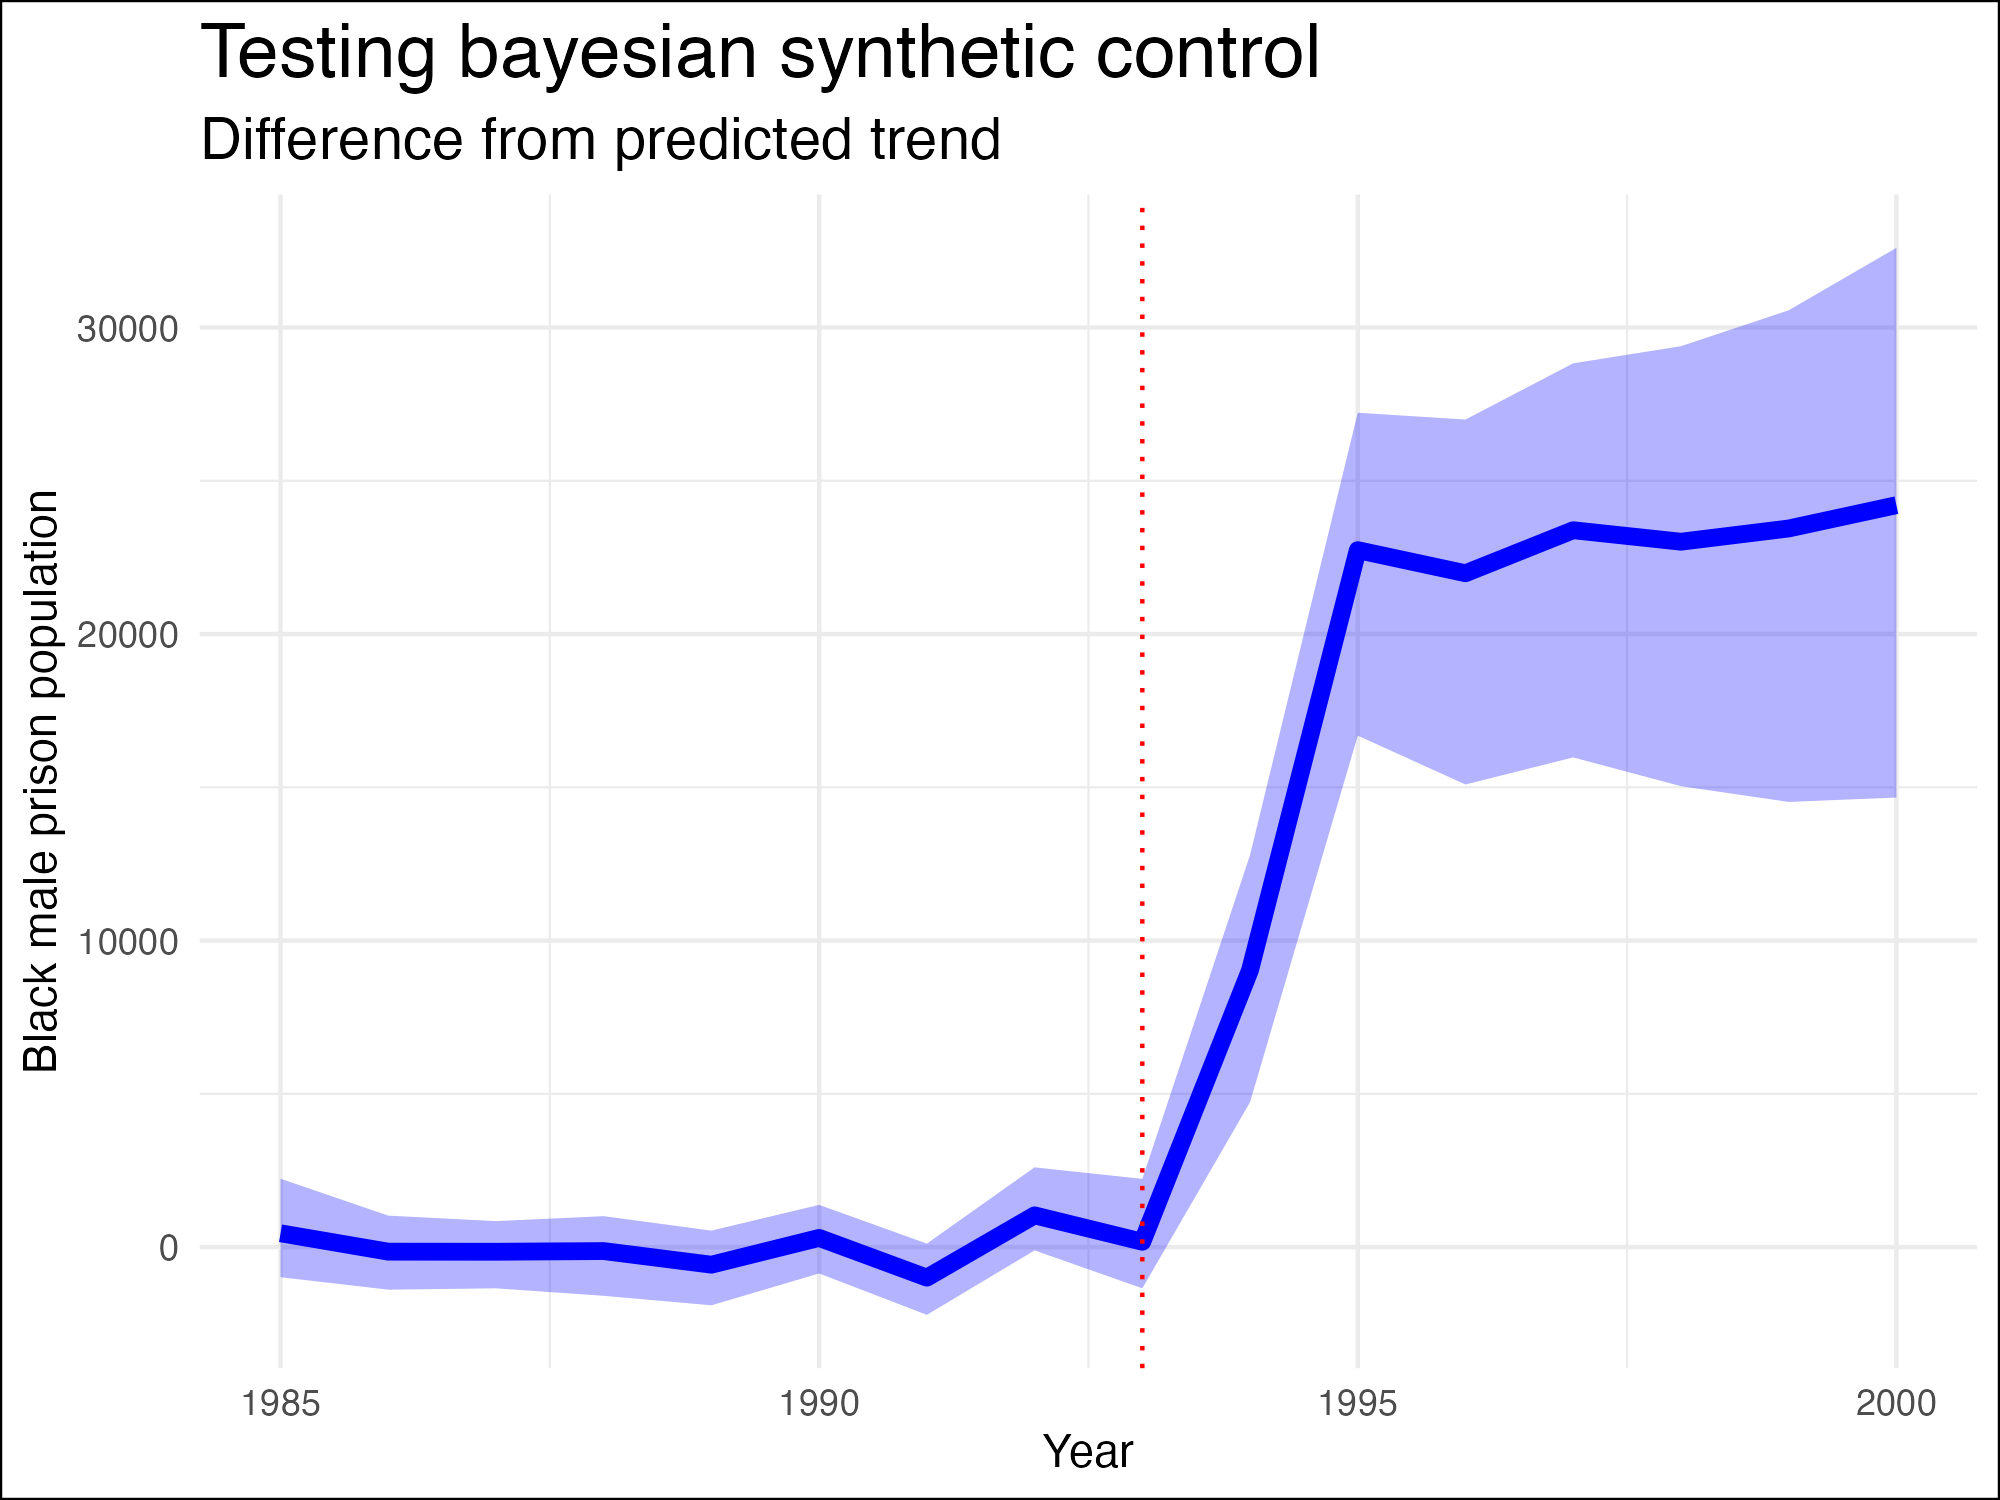 Testing bayesian synthetic control
Difference from predicted trend
Black male prison population
30000
20000
10000
0
1985
1990
1995
2000
Year